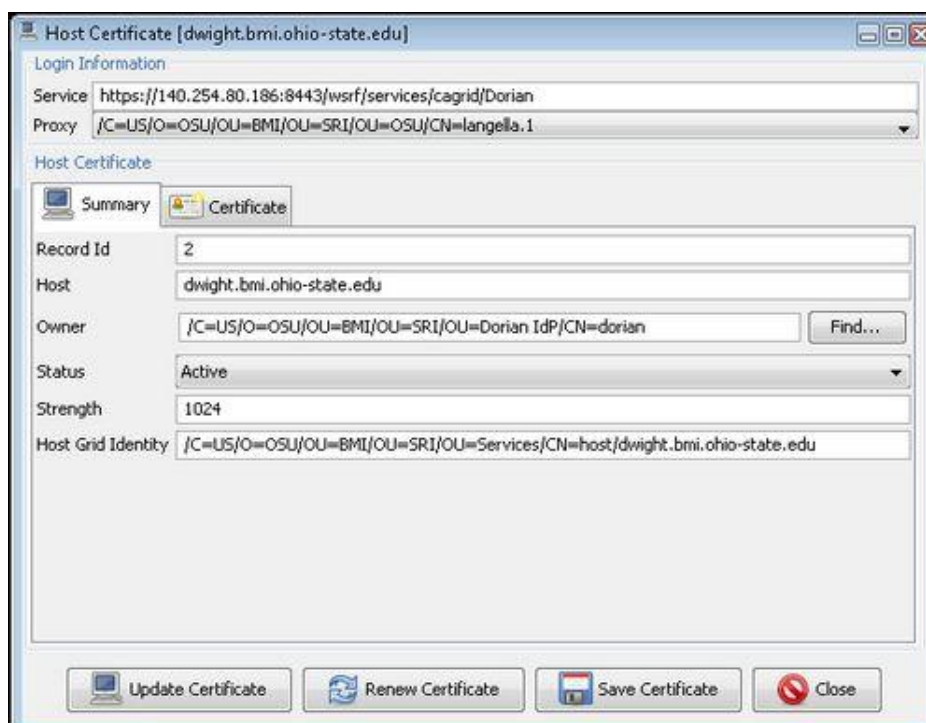 Host Certificate [dwight.bmi.ohio-state.edu]
Login Information
Service https://140.254.80.186:8443/wsrf/services/cagrid/Dorian
Proxy /C=US/O=OSU/OU=BMI/OU=SRI/OU=OSU/CN=langella.1
Host Certificate
Summary Certificate
Record Id 2
Host dwight.bmi.ohio-state.edu
Owner /C=US/O=OSU/OU=BMI/OU=SRI/OU=Dorian IdP/CN=dorian Find...
Status Active
Strength 1024
Host Grid Identity /C=US/O=OSU/OU=BMI/OU=SRI/OU=Services/CN=host/dwight.bmi.ohio-state.edu
Update Certificate Renew Certificate Save Certificate Close